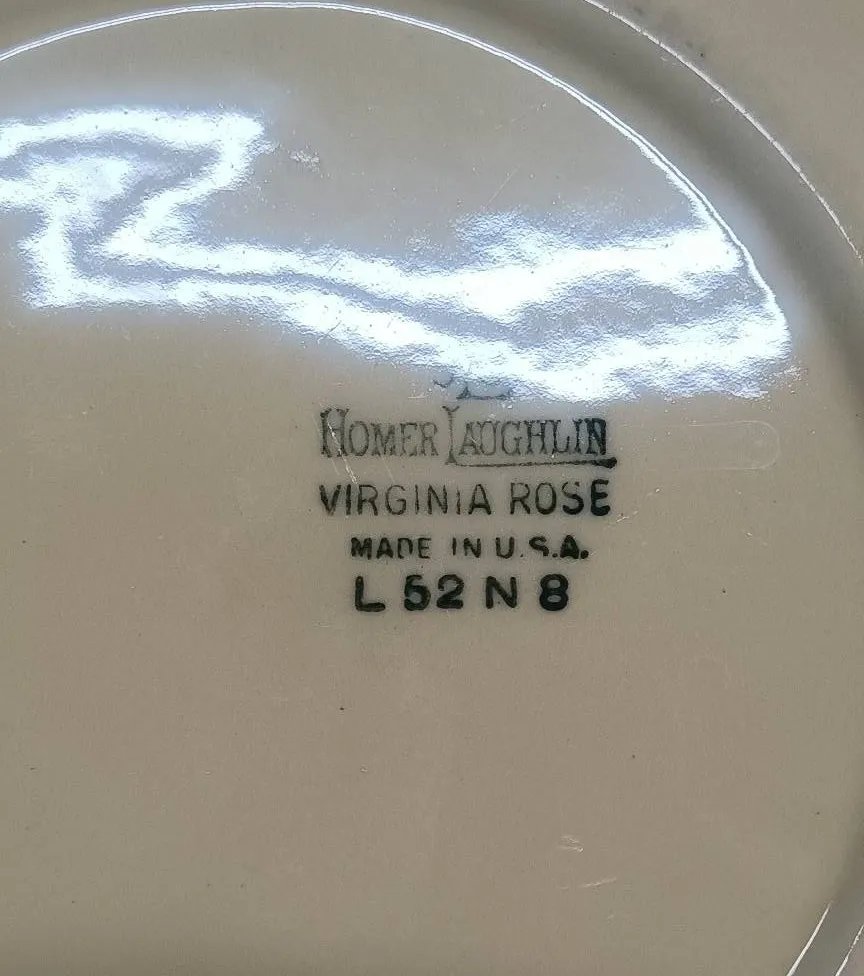 HOMER LAUGHLIN
VIRGINIA ROSE
MADE IN U.S.A.
L 52 N 8